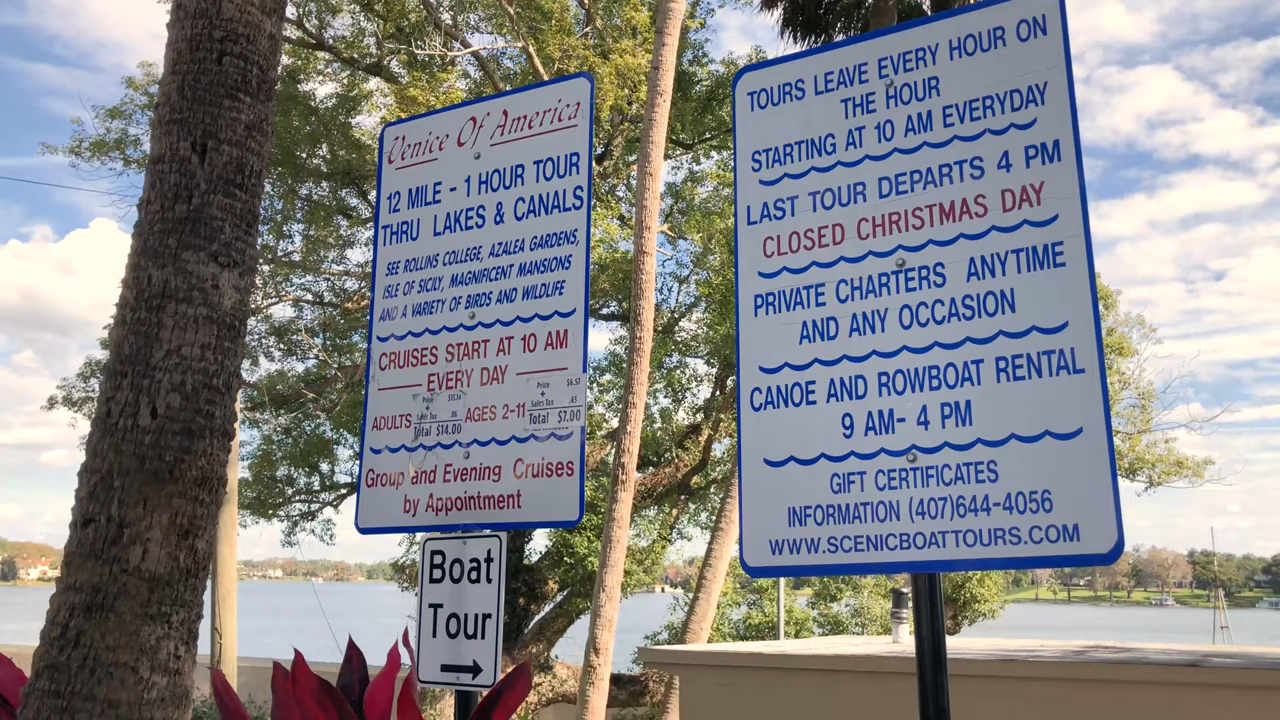 Venice Of America
12 MILE - 1 HOUR TOUR
THRU LAKES & CANALS
SEE ROLLINS COLLEGE, AZALEA GARDENS,
ISLE OF SICILY, MAGNIFICENT MANSIONS
AND A VARIETY OF BIRDS AND WILDLIFE
CRUISES START AT 10 AM
EVERY DAY
ADULTS
Price $13.14
+
Sales Tax .86
Total $14.00
AGES 2-11
Price $6.57
+
Sales Tax .43
Total $7.00
Group and Evening Cruises
by Appointment
Boat
Tour
TOURS LEAVE EVERY HOUR ON
THE HOUR
STARTING AT 10 AM EVERYDAY
LAST TOUR DEPARTS 4 PM
CLOSED CHRISTMAS DAY
PRIVATE CHARTERS ANYTIME
AND ANY OCCASION
CANOE AND ROWBOAT RENTAL
9 AM- 4 PM
GIFT CERTIFICATES
INFORMATION (407)644-4056
WWW.SCENICBOATTOURS.COM